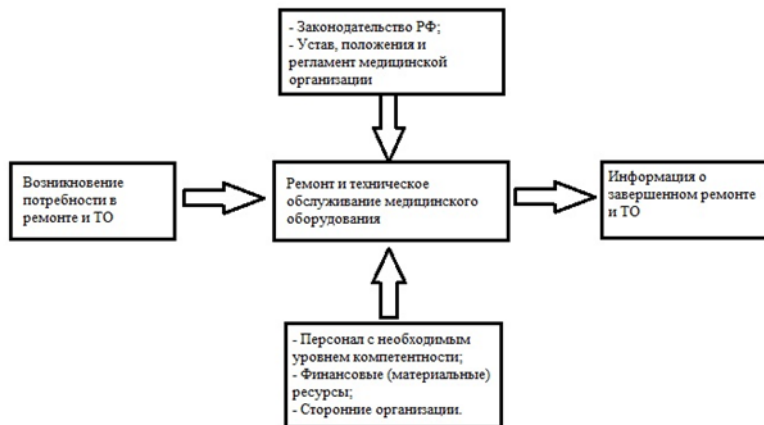 - Законодательство РФ;
- Устав, положения и
регламент медицинской
организации
Возникновение
потребности в
ремонте и ТО
Ремонт и техническое
обслуживание медицинского
оборудования
Информация о
завершенном ремонте
и ТО
- Персонал с необходимым
уровнем компетентности;
- Финансовые (материальные)
ресурсы;
- Сторонние организации.